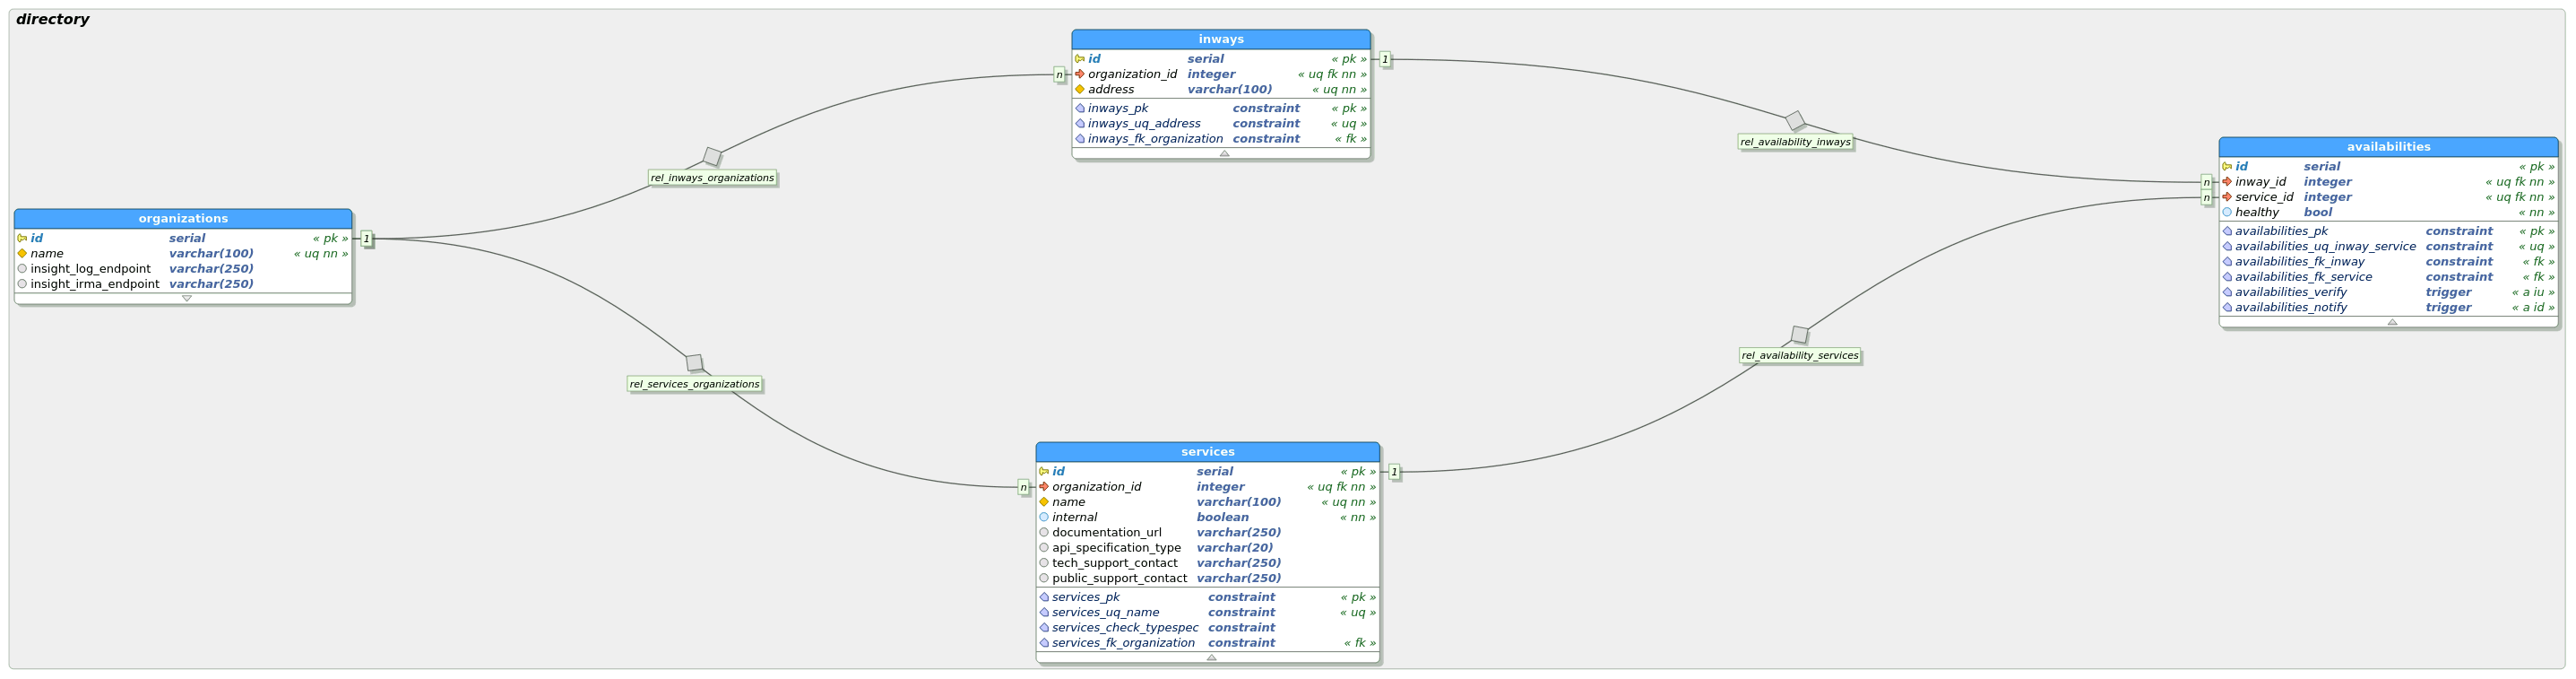 directory
inways
id serial « pk »
organization_id integer « uq fk nn »
address varchar(100) « uq nn »
inways_pk constraint « pk »
inways_uq_address constraint « uq »
inways_fk_organization constraint « fk »
1
n
rel_availability_inways
rel_inways_organizations
availabilities
id serial « pk »
inway_id integer « uq fk nn »
service_id integer « uq fk nn »
healthy bool « nn »
availabilities_pk constraint « pk »
availabilities_uq_inway_service constraint « uq »
availabilities_fk_inway constraint « fk »
availabilities_fk_service constraint « fk »
availabilities_verify trigger « a iu »
availabilities_notify trigger « a id »
n
n
organizations
id serial « pk »
name varchar(100) « uq nn »
insight_log_endpoint varchar(250)
insight_irma_endpoint varchar(250)
1
rel_availability_services
rel_services_organizations
services
id serial « pk »
organization_id integer « uq fk nn »
name varchar(100) « uq nn »
internal boolean « nn »
documentation_url varchar(250)
api_specification_type varchar(20)
tech_support_contact varchar(250)
public_support_contact varchar(250)
services_pk constraint « pk »
services_uq_name constraint « uq »
services_check_typespec constraint
services_fk_organization constraint « fk »
1
n